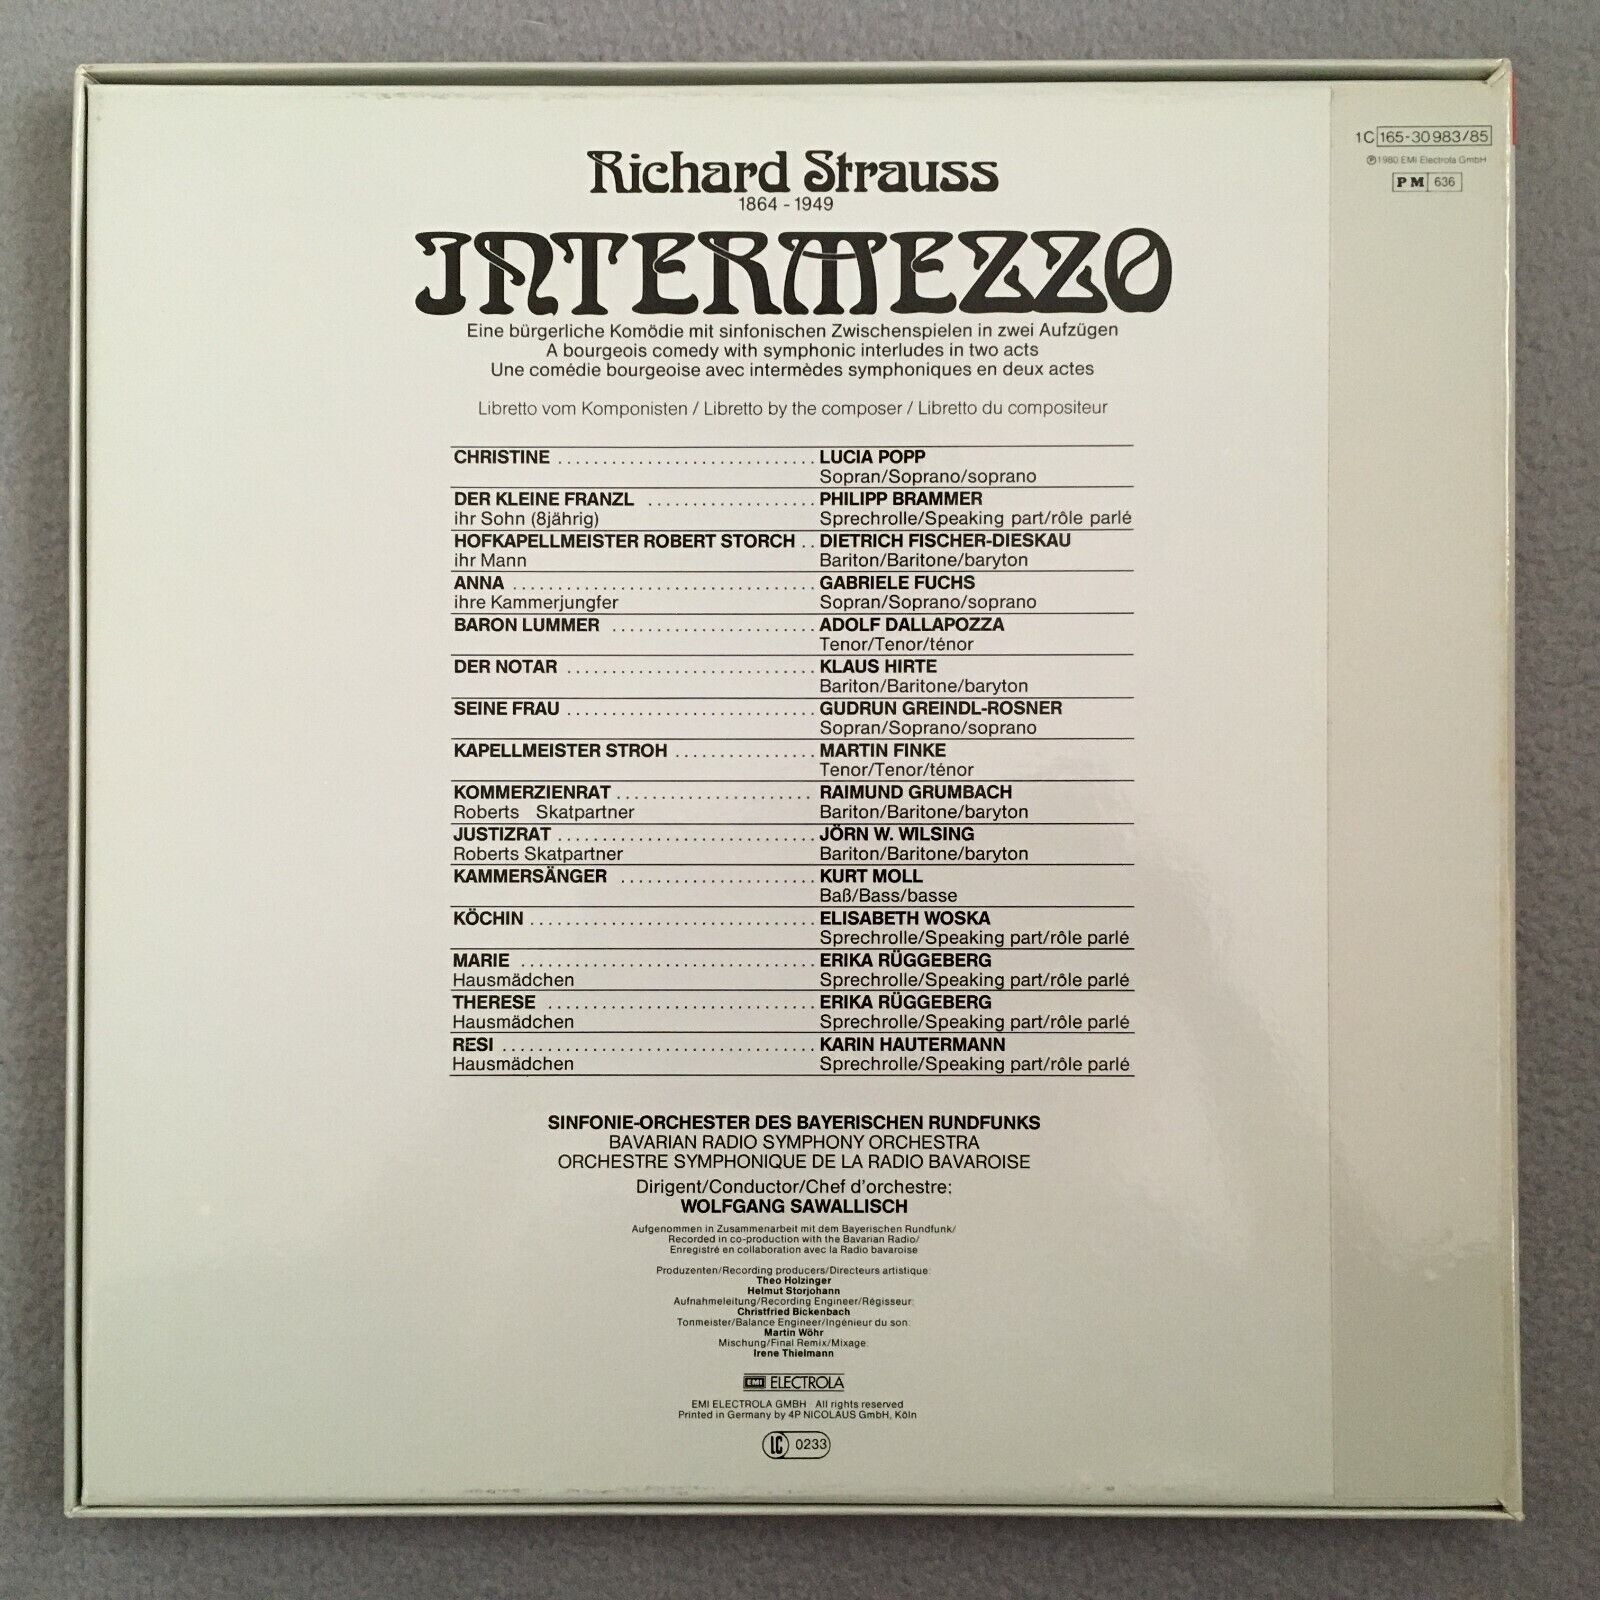 1C 165-30 983/85
Ⓟ1980 EMI Electrola GmbH
PM 636
Richard Strauss
1864 - 1949
INTERMEZZO
Eine bürgerliche Komödie mit sinfonischen Zwischenspielen in zwei Aufzügen
A bourgeois comedy with symphonic interludes in two acts
Une comédie bourgeoise avec intermèdes symphoniques en deux actes
Libretto vom Komponisten / Libretto by the composer / Libretto du compositeur
CHRISTINE ............................ LUCIA POPP
Sopran/Soprano/soprano
DER KLEINE FRANZL .................. PHILIPP BRAMMER
ihr Sohn (8jährig) Sprechrolle/Speaking part/rôle parlé
HOFKAPELLMEISTER ROBERT STORCH .. DIETRICH FISCHER-DIESKAU
ihr Mann Bariton/Baritone/baryton
ANNA ................................ GABRIELE FUCHS
ihre Kammerjungfer Sopran/Soprano/soprano
BARON LUMMER ...................... ADOLF DALLAPOZZA
Tenor/Tenor/ténor
DER NOTAR .......................... KLAUS HIRTE
Bariton/Baritone/baryton
SEINE FRAU .......................... GUDRUN GREINDL-ROSNER
Sopran/Soprano/soprano
KAPELLMEISTER STROH ............... MARTIN FINKE
Tenor/Tenor/ténor
KOMMERZIENRAT ..................... RAIMUND GRUMBACH
Roberts Skatpartner Bariton/Baritone/baryton
JUSTIZRAT ............................ JÖRN W. WILSING
Roberts Skatpartner Bariton/Baritone/baryton
KAMMERSÄNGER ..................... KURT MOLL
Baß/Bass/basse
KÖCHIN ............................... ELISABETH WOSKA
Sprechrolle/Speaking part/rôle parlé
MARIE ................................ ERIKA RÜGGEBERG
Hausmädchen Sprechrolle/Speaking part/rôle parlé
THERESE ............................. ERIKA RÜGGEBERG
Hausmädchen Sprechrolle/Speaking part/rôle parlé
RESI .................................. KARIN HAUTERMANN
Hausmädchen Sprechrolle/Speaking part/rôle parlé
SINFONIE-ORCHESTER DES BAYERISCHEN RUNDFUNKS
BAVARIAN RADIO SYMPHONY ORCHESTRA
ORCHESTRE SYMPHONIQUE DE LA RADIO BAVAROISE
Dirigent/Conductor/Chef d'orchestre:
WOLFGANG SAWALLISCH
Aufgenommen in Zusammenarbeit mit dem Bayerischen Rundfunk/
Recorded in co-production with the Bavarian Radio/
Enregistré en collaboration avec la Radio bavaroise
Produzenten/Recording producers/Directeurs artistique:
Theo Holzinger
Helmut Storjohann
Aufnahmeleitung/Recording Engineer/Régisseur:
Christfried Bickenbach
Tonmeister/Balance Engineer/Ingénieur du son:
Martin Wöhr
Mischung/Final Remix/Mixage:
Irene Thielmann
EMI ELECTROLA
EMI ELECTROLA GMBH All rights reserved
Printed in Germany by 4P NICOLAUS GmbH, Köln
LC 0233